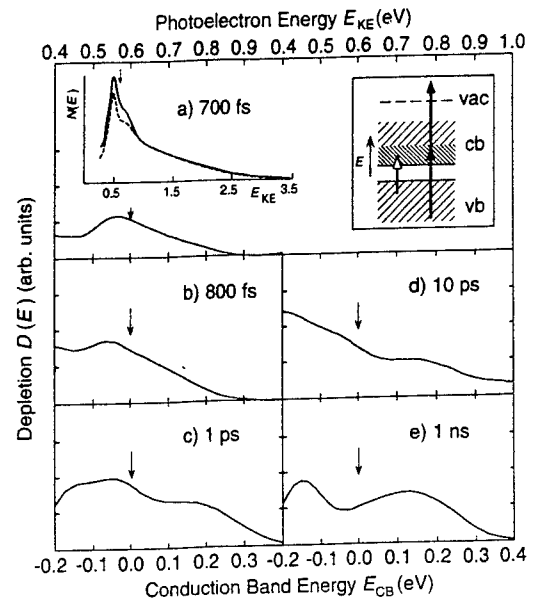 Photoelectron Energy E_KE (eV)
0.4 0.5 0.6 0.7 0.8 0.9 0.4 0.5 0.6 0.7 0.8 0.9 1.0
N(E)
a) 700 fs
0.5 1.5 2.5 E_KE 3.5
vac
cb
E
vb
Depletion D (E) (arb. units)
b) 800 fs
d) 10 ps
c) 1 ps
e) 1 ns
-0.2 -0.1 0.0 0.1 0.2 0.3 -0.2 -0.1 0.0 0.1 0.2 0.3 0.4
Conduction Band Energy E_CB (eV)